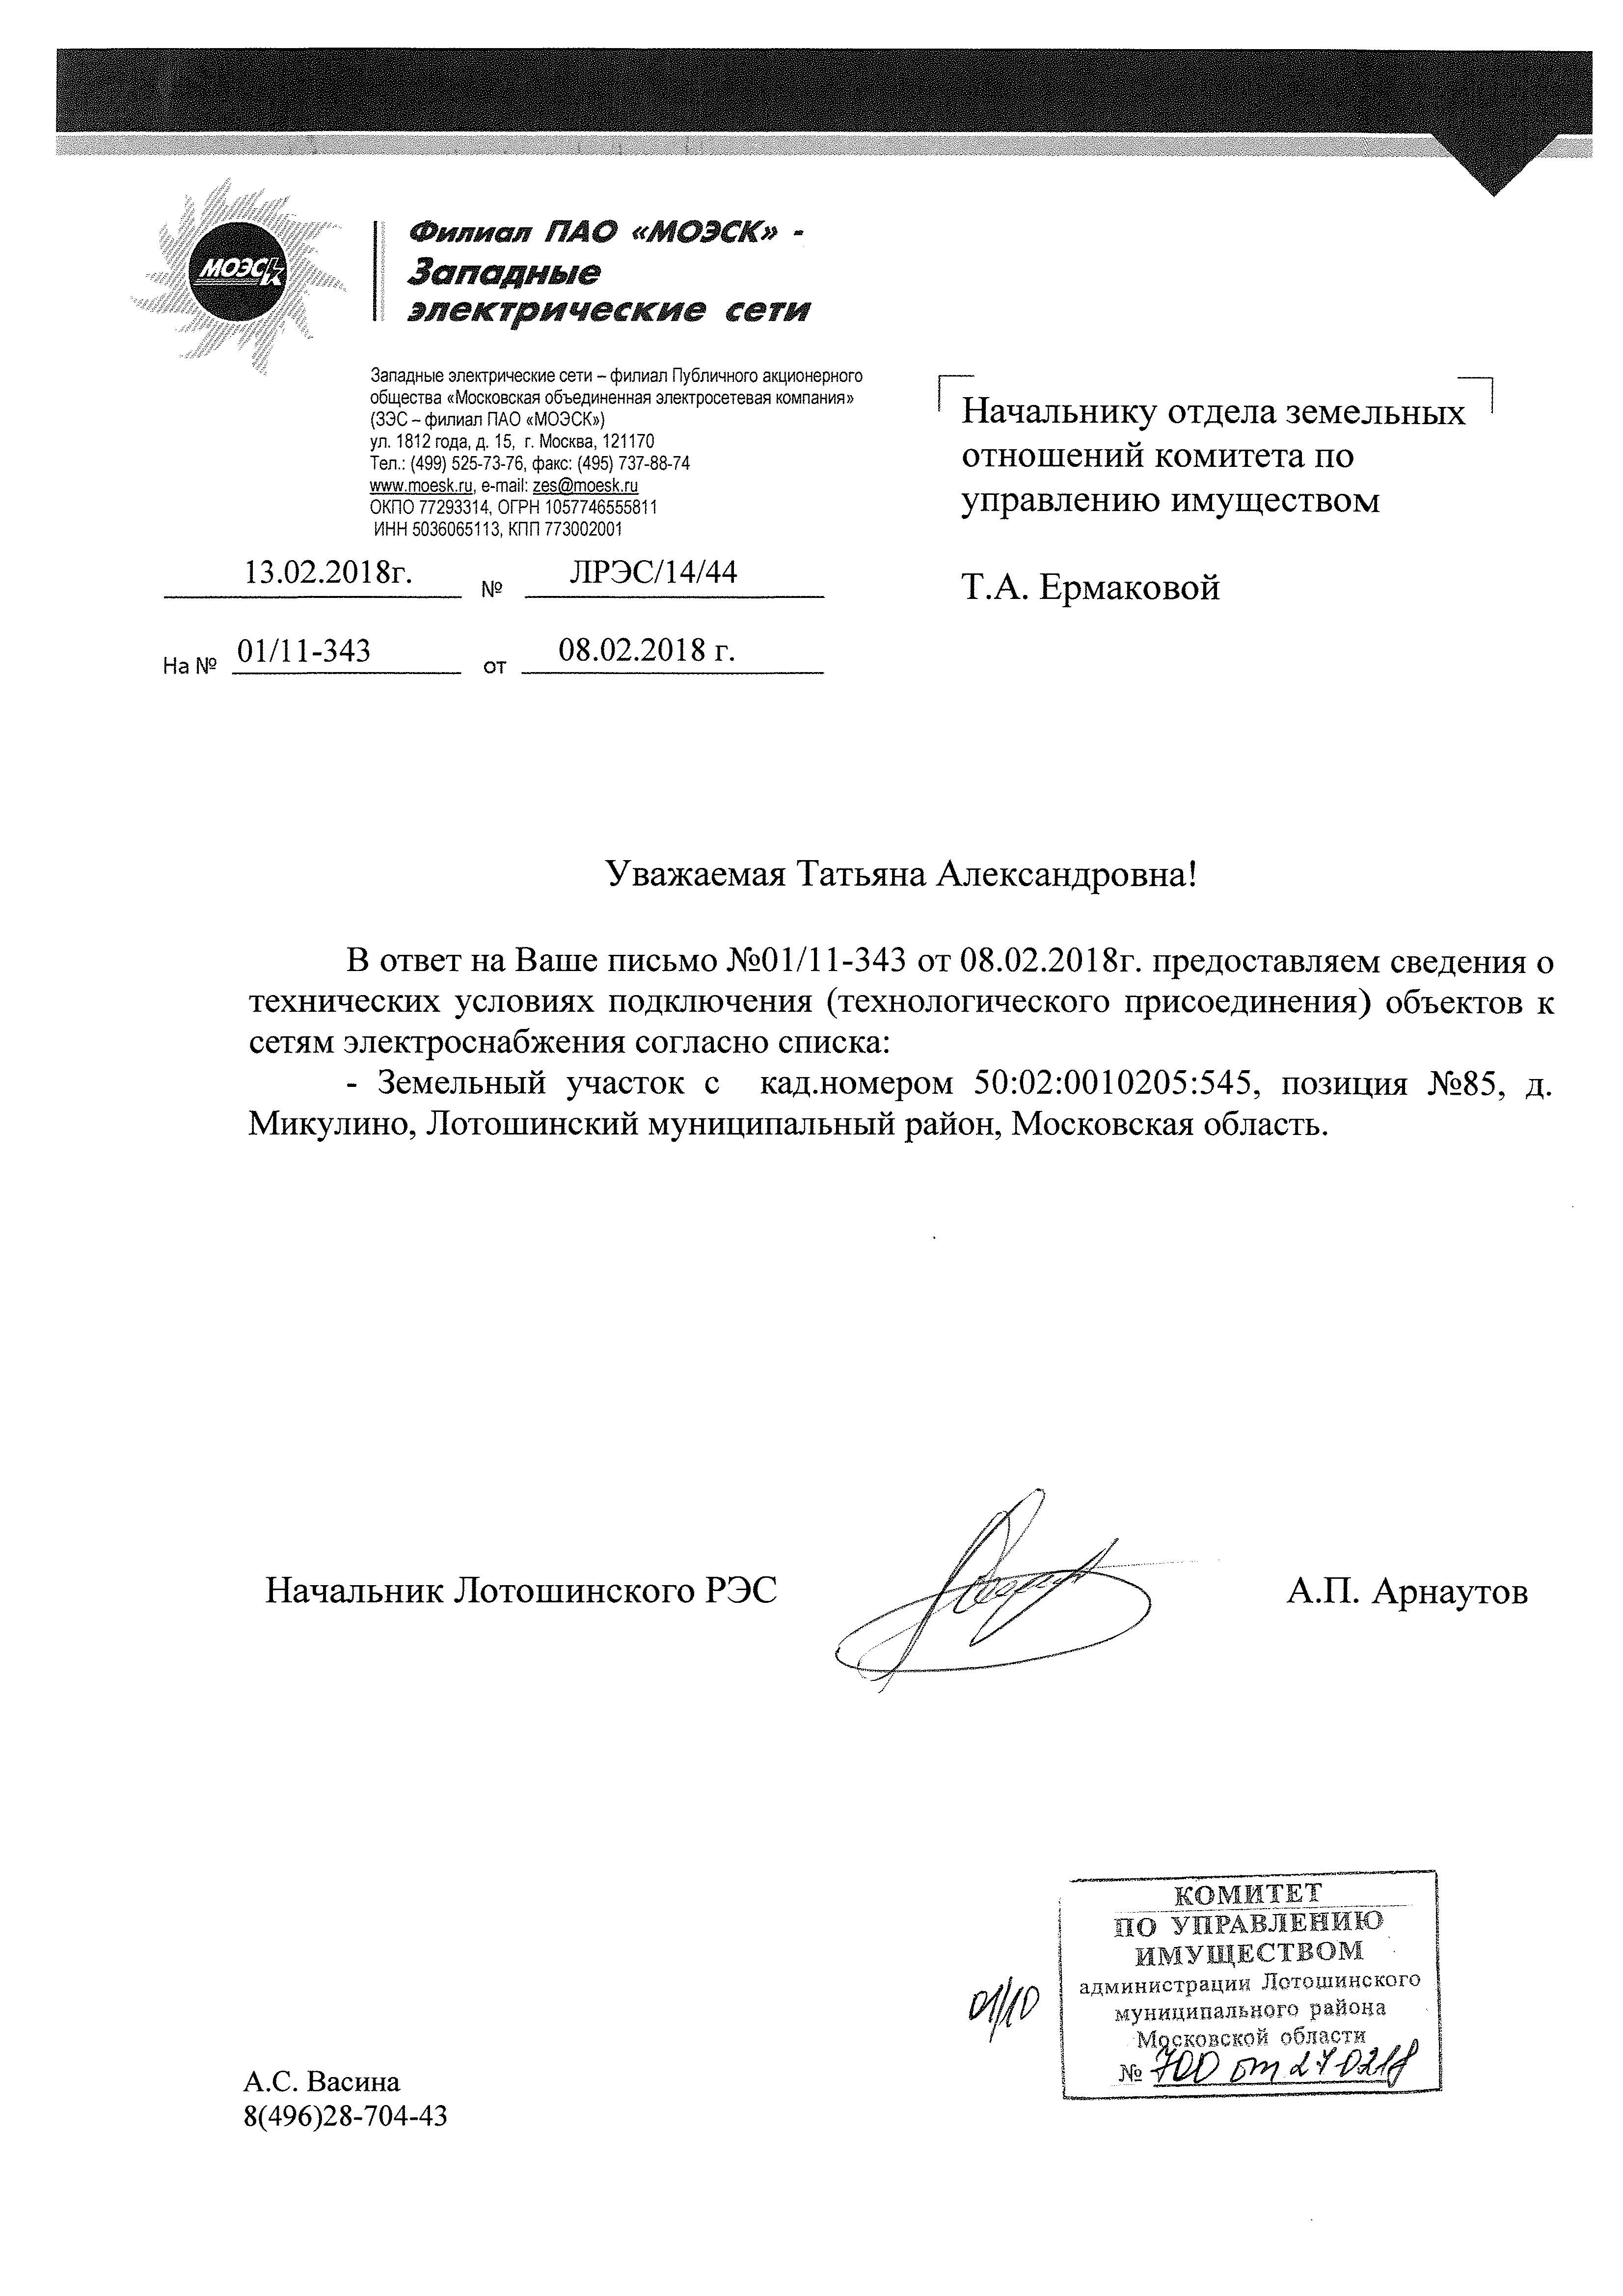 МОЭСК
Филиал ПАО «МОЭСК» -
Западные
электрические сети
Западные электрические сети – филиал Публичного акционерного
общества «Московская объединенная электросетевая компания»
(ЗЭС – филиал ПАО «МОЭСК»)
ул. 1812 года, д. 15, г. Москва, 121170
Тел.: (499) 525-73-76, факс: (495) 737-88-74
www.moesk.ru, e-mail: zes@moesk.ru
ОКПО 77293314, ОГРН 1057746555811
ИНН 5036065113, КПП 773002001
13.02.2018г. № ЛРЭС/14/44
На № 01/11-343 от 08.02.2018 г.
Начальнику отдела земельных
отношений комитета по
управлению имуществом
Т.А. Ермаковой
Уважаемая Татьяна Александровна!
В ответ на Ваше письмо №01/11-343 от 08.02.2018г. предоставляем сведения о
технических условиях подключения (технологического присоединения) объектов к
сетям электроснабжения согласно списка:
- Земельный участок с кад.номером 50:02:0010205:545, позиция №85, д.
Микулино, Лотошинский муниципальный район, Московская область.
Начальник Лотошинского РЭС А.П. Арнаутов
КОМИТЕТ
ПО УПРАВЛЕНИЮ
ИМУЩЕСТВОМ
администрации Лотошинского
муниципального района
Московской области
№ 700 от
01/10
А.С. Васина
8(496)28-704-43